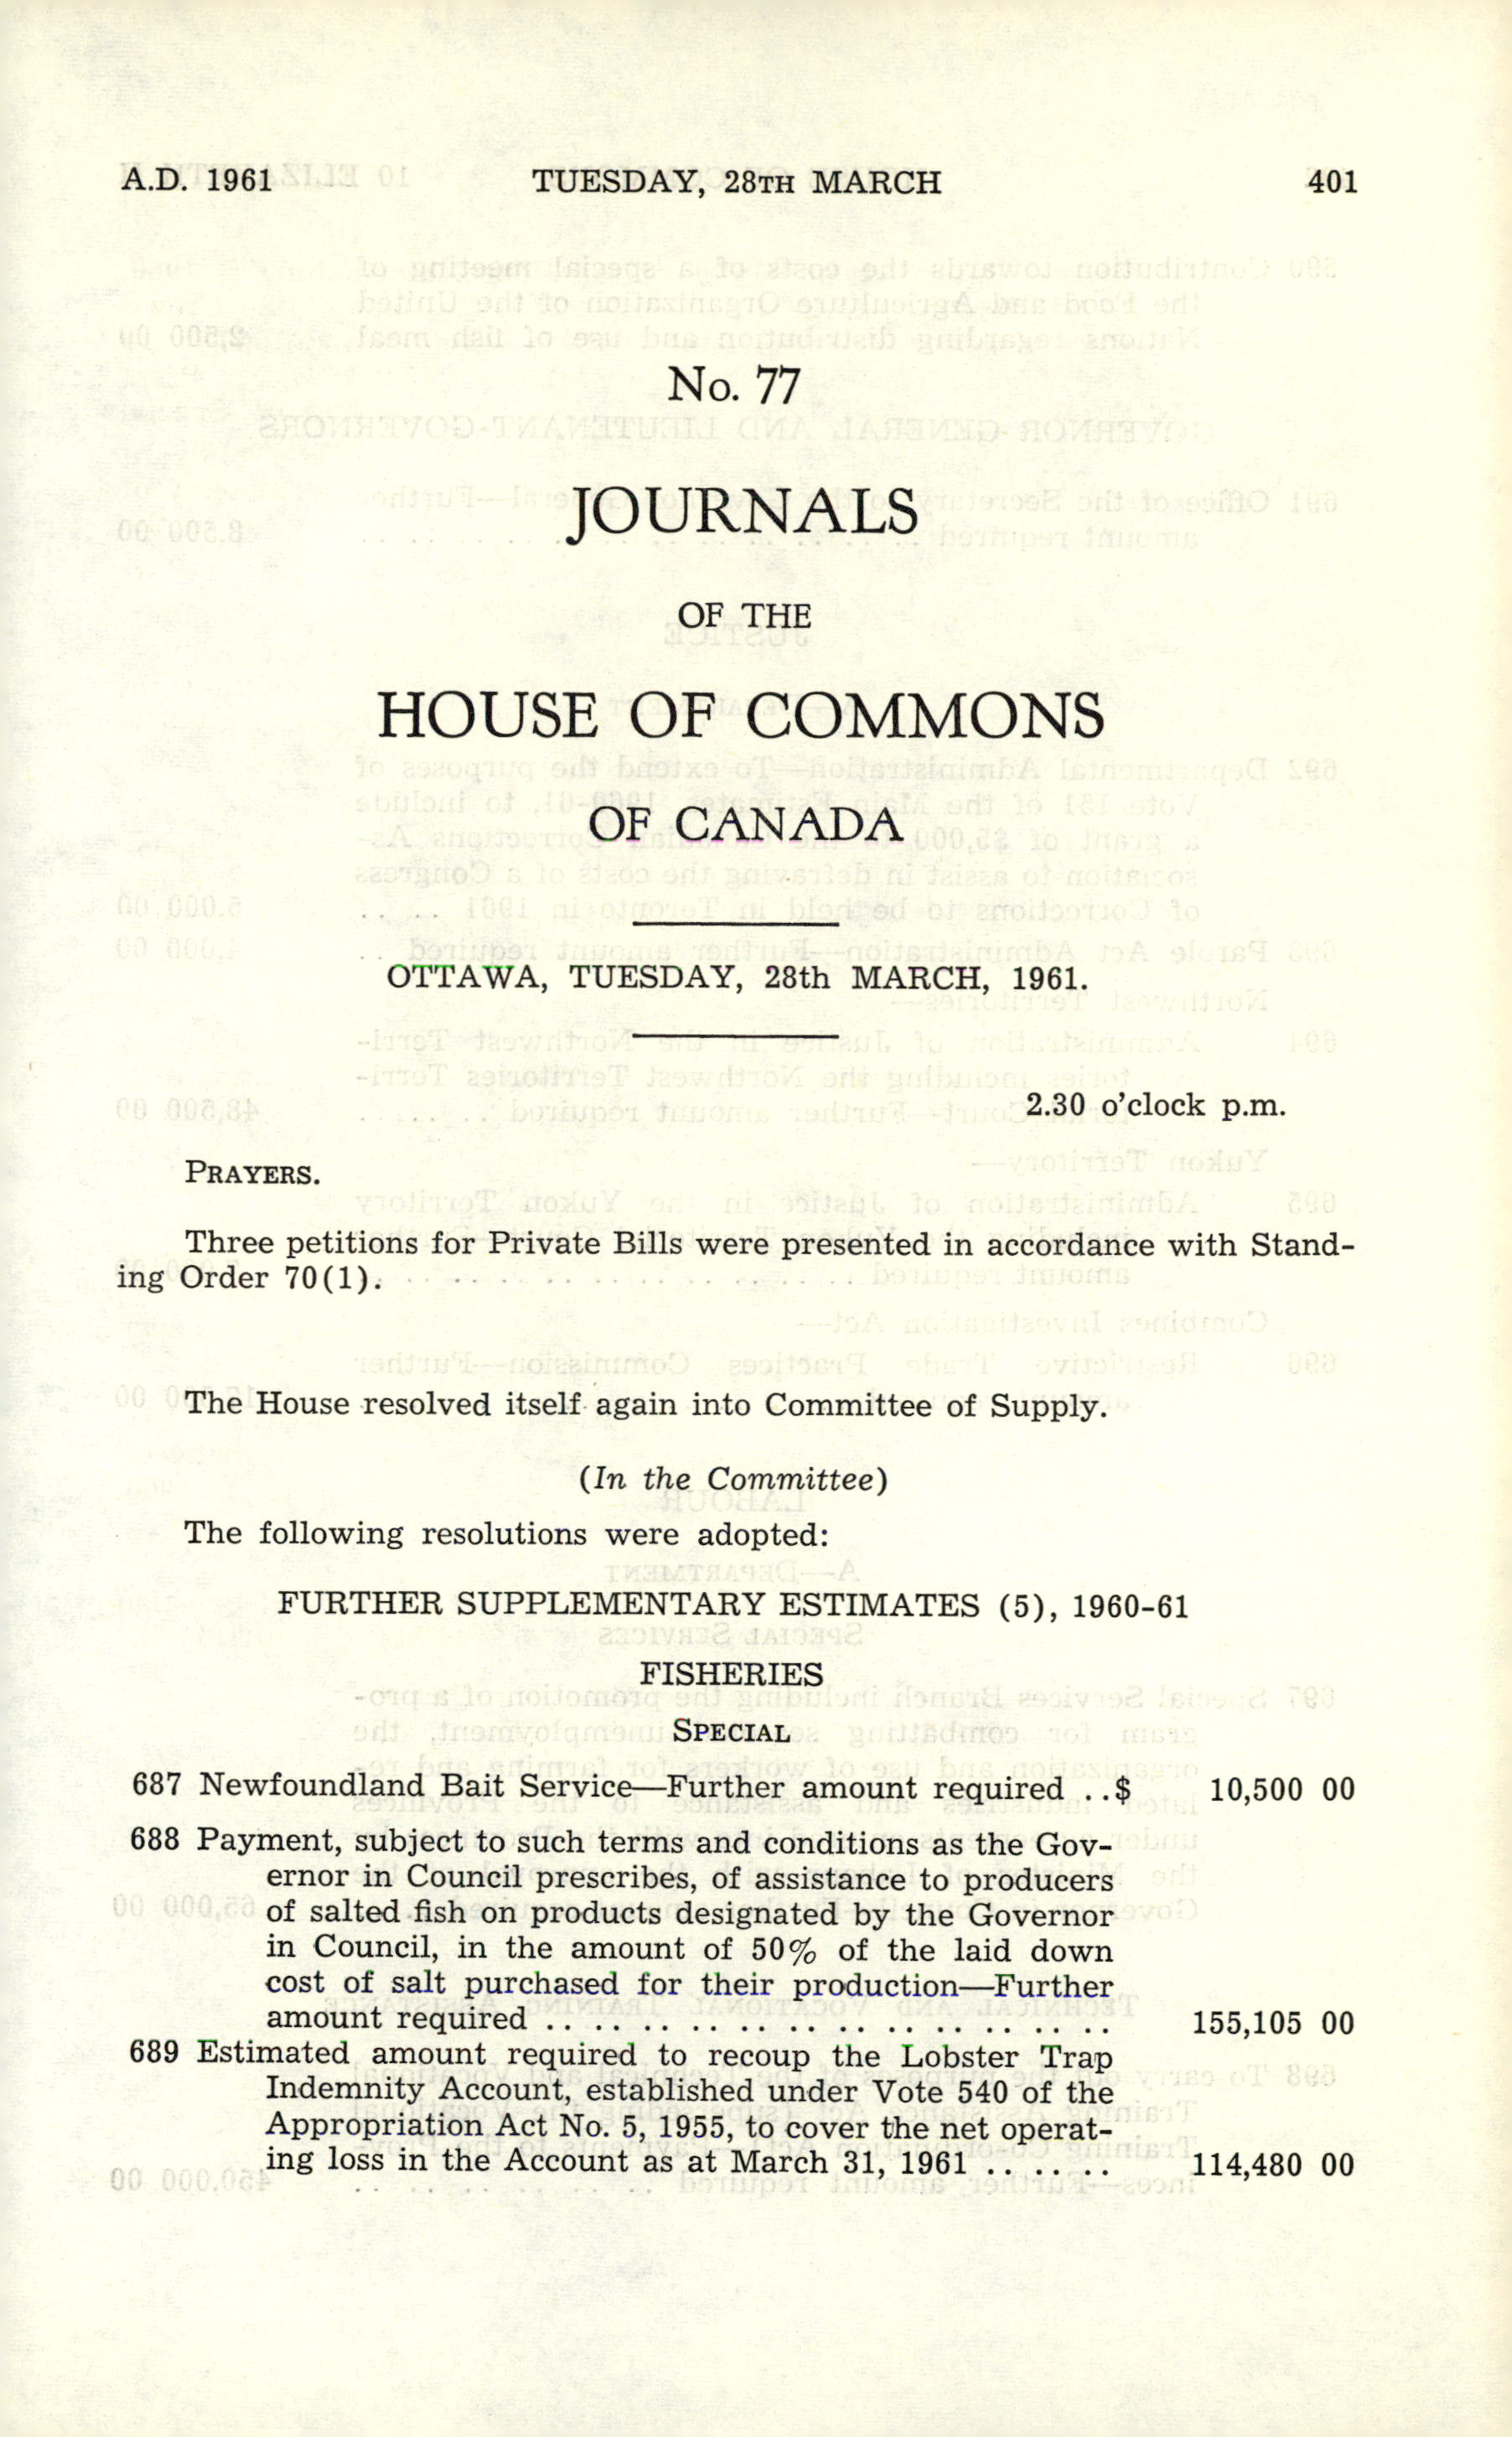 A.D. 1961 TUESDAY, 28TH MARCH 401
No. 77
JOURNALS
OF THE
HOUSE OF COMMONS
OF CANADA
OTTAWA, TUESDAY, 28th MARCH, 1961.
2.30 o'clock p.m.
PRAYERS.
Three petitions for Private Bills were presented in accordance with Stand-
ing Order 70(1).
The House resolved itself again into Committee of Supply.
(In the Committee)
The following resolutions were adopted:
FURTHER SUPPLEMENTARY ESTIMATES (5), 1960-61
FISHERIES
SPECIAL
687 Newfoundland Bait Service—Further amount required ..$ 10,500 00
688 Payment, subject to such terms and conditions as the Gov-
ernor in Council prescribes, of assistance to producers
of salted fish on products designated by the Governor
in Council, in the amount of 50% of the laid down
cost of salt purchased for their production—Further
amount required .. .. .. .. .. .. .. .. .. .. .. .. 155,105 00
689 Estimated amount required to recoup the Lobster Trap
Indemnity Account, established under Vote 540 of the
Appropriation Act No. 5, 1955, to cover the net operat-
ing loss in the Account as at March 31, 1961 .. .. .. 114,480 00